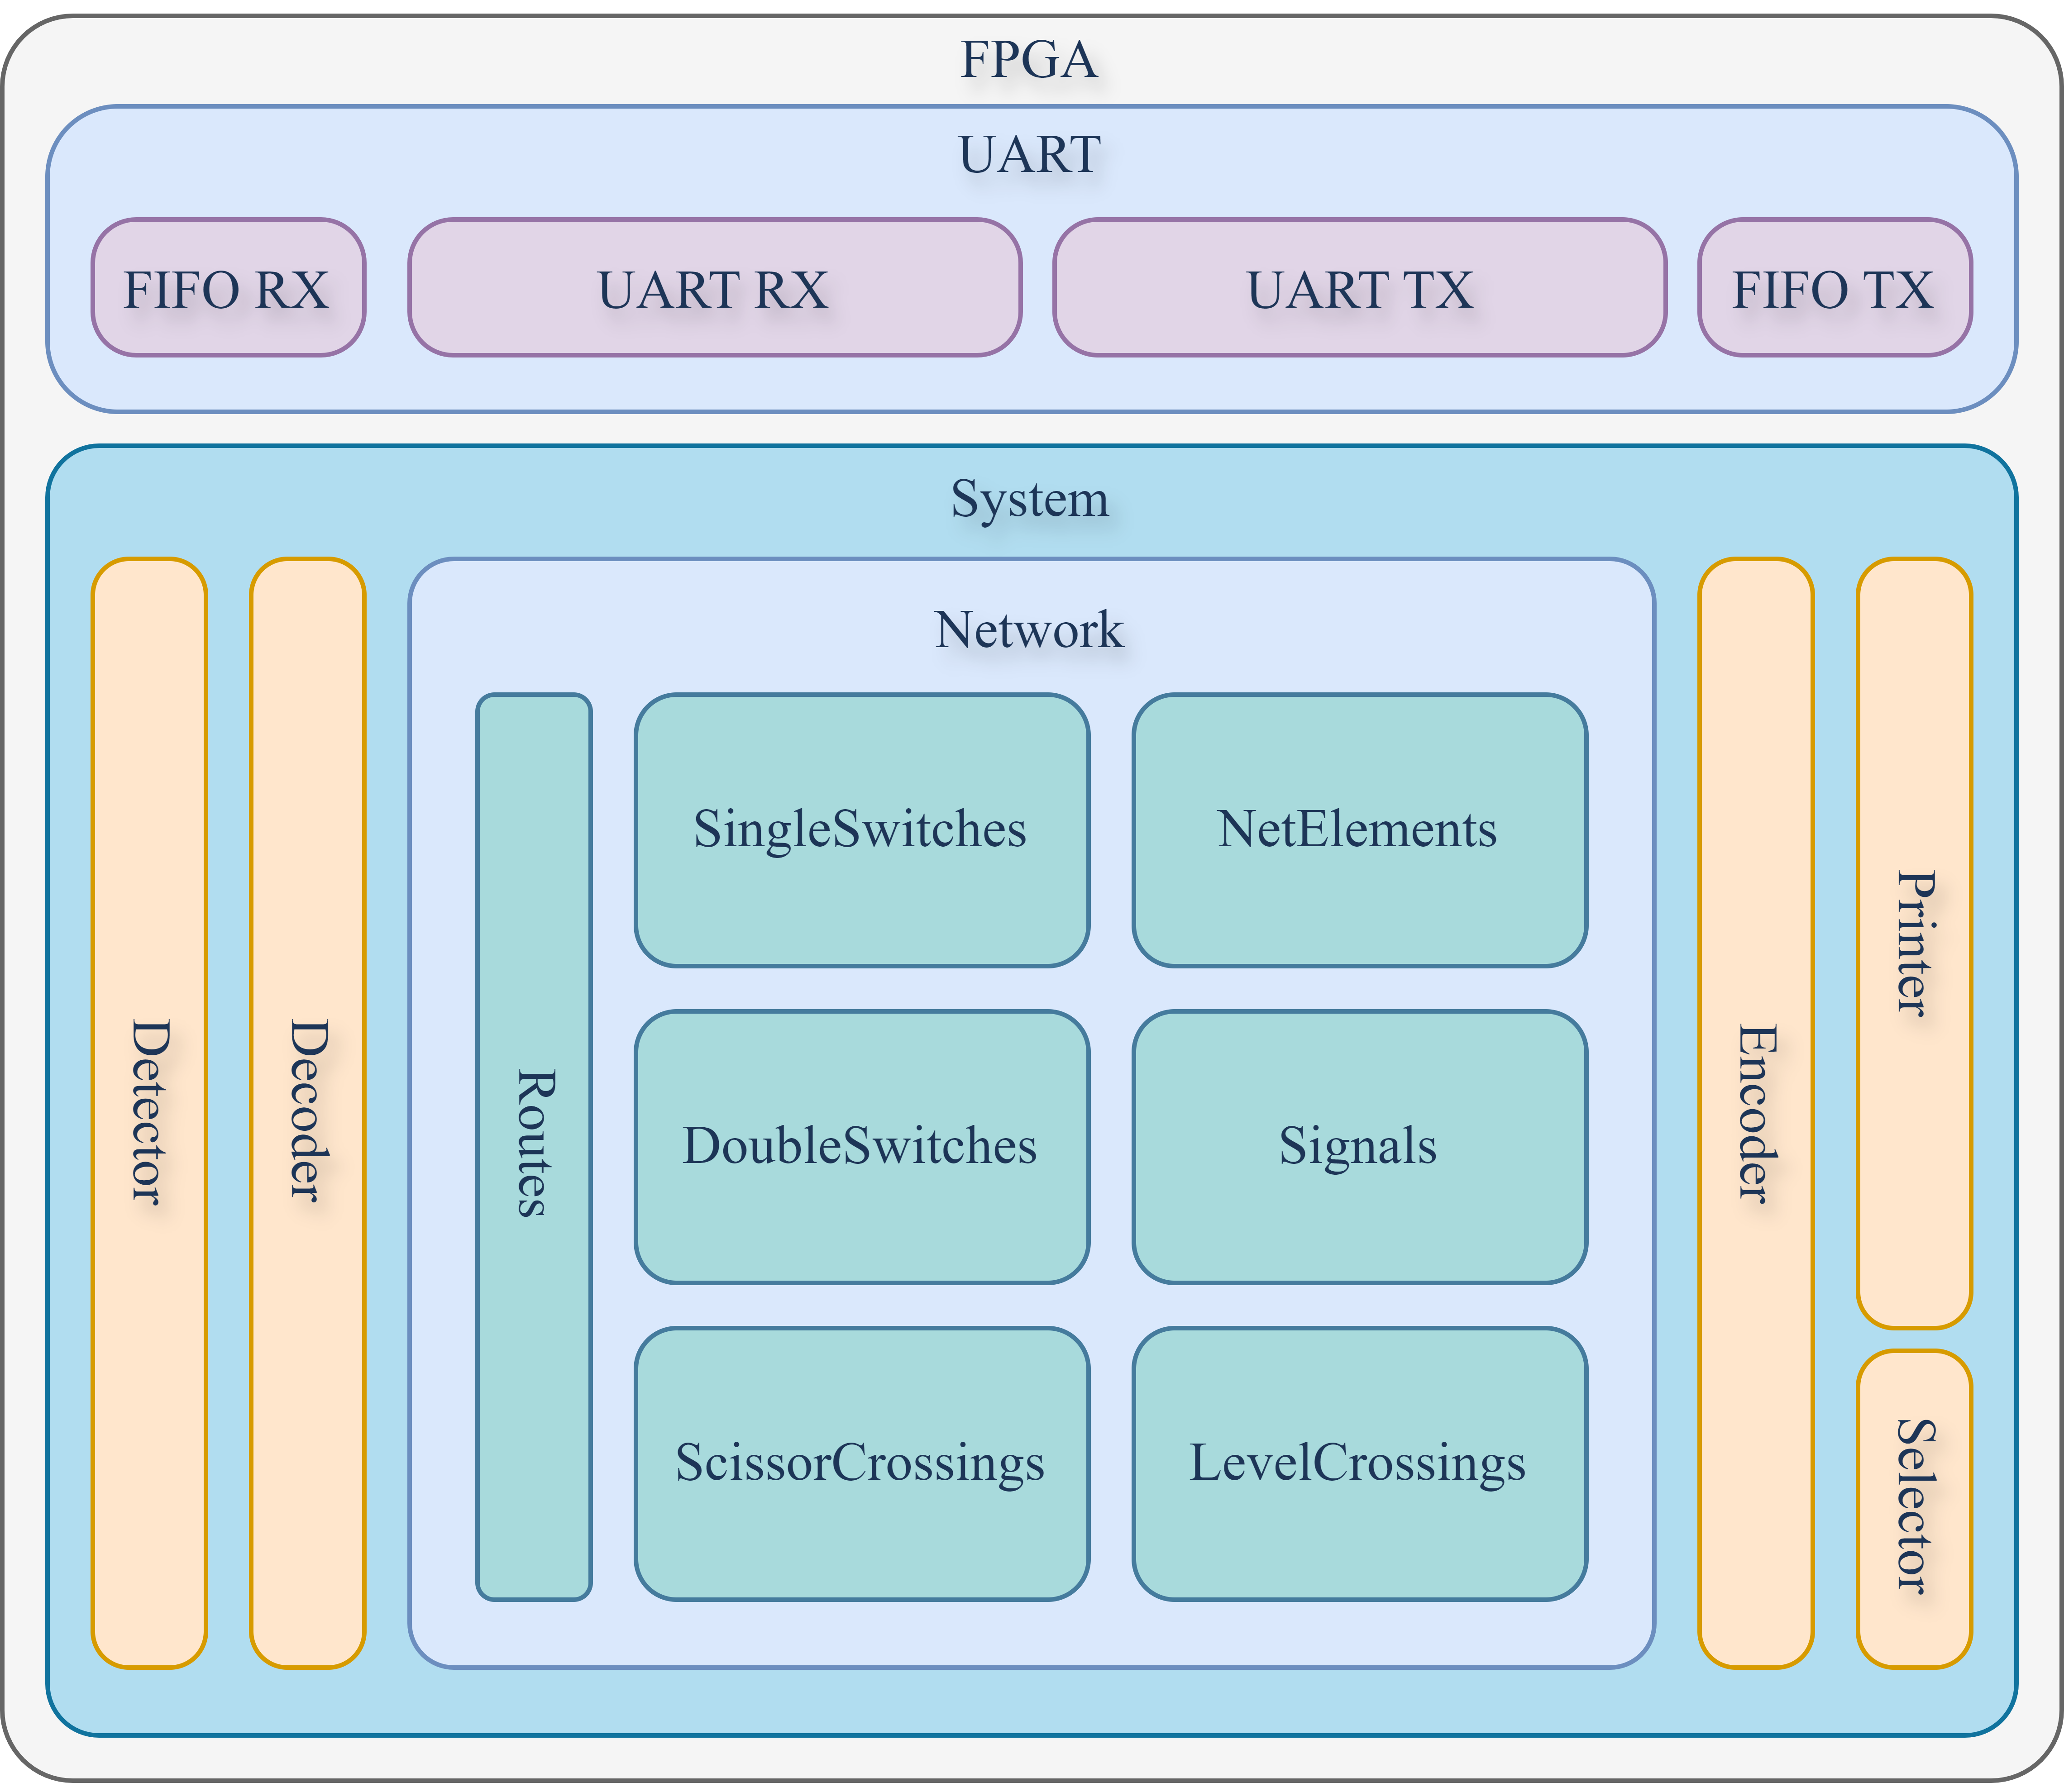 FPGA
UART
FIFO RX
UART RX
UART TX
FIFO TX
System
Detector
Decoder
Network
Routes
SingleSwitches
NetElements
DoubleSwitches
Signals
ScissorCrossings
LevelCrossings
Encoder
Printer
Selector